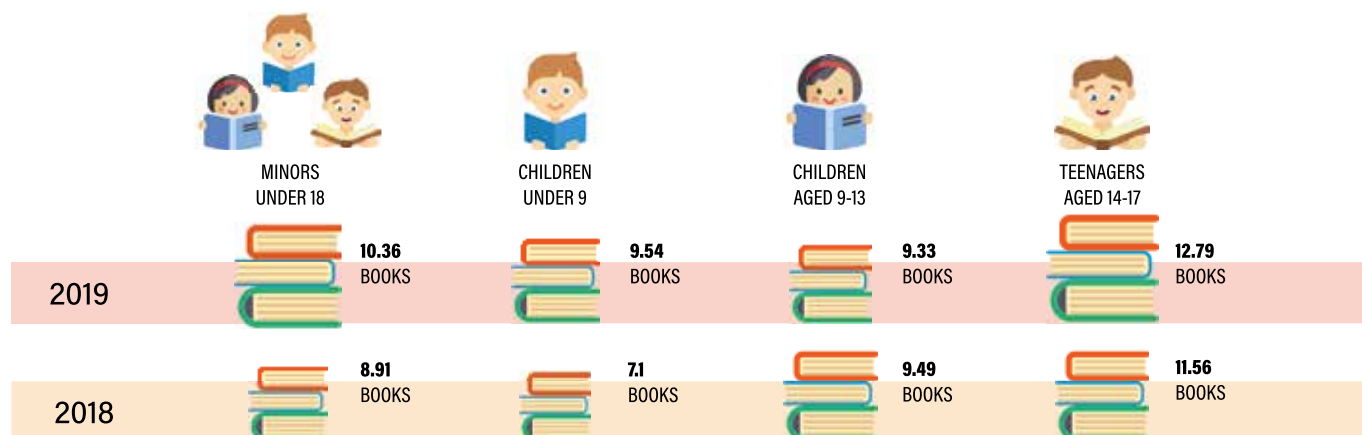 MINORS
UNDER 18
CHILDREN
UNDER 9
CHILDREN
AGED 9-13
TEENAGERS
AGED 14-17
2019
10.36
BOOKS
9.54
BOOKS
9.33
BOOKS
12.79
BOOKS
2018
8.91
BOOKS
7.1
BOOKS
9.49
BOOKS
11.56
BOOKS